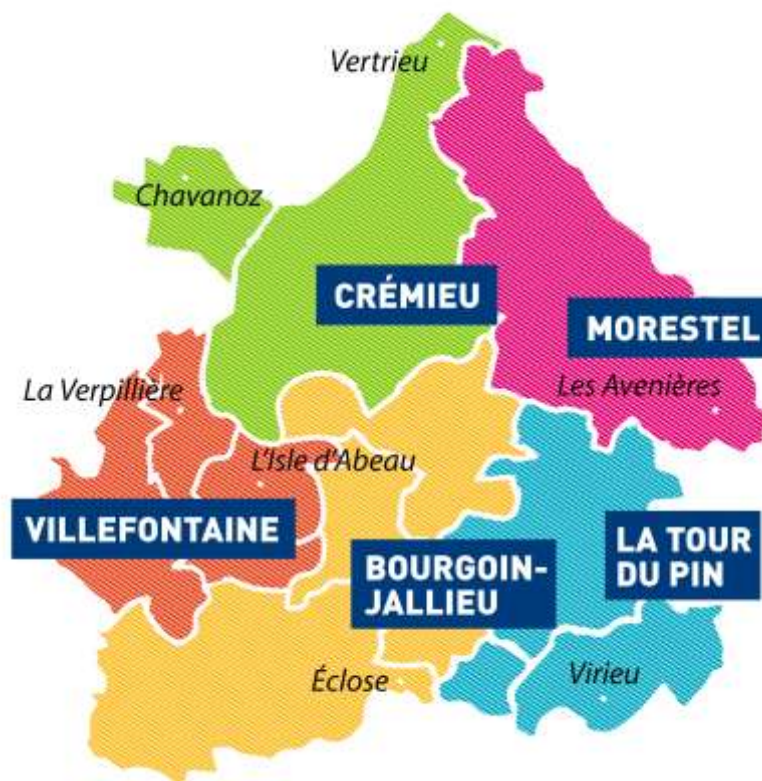 Vertrieu
Chavanoz
CRÉMIEU
MORESTEL
La Verpillière
Les Avenières
L'Isle d'Abeau
VILLEFONTAINE
BOURGOIN-
JALLIEU
LA TOUR
DU PIN
Éclose
Virieu